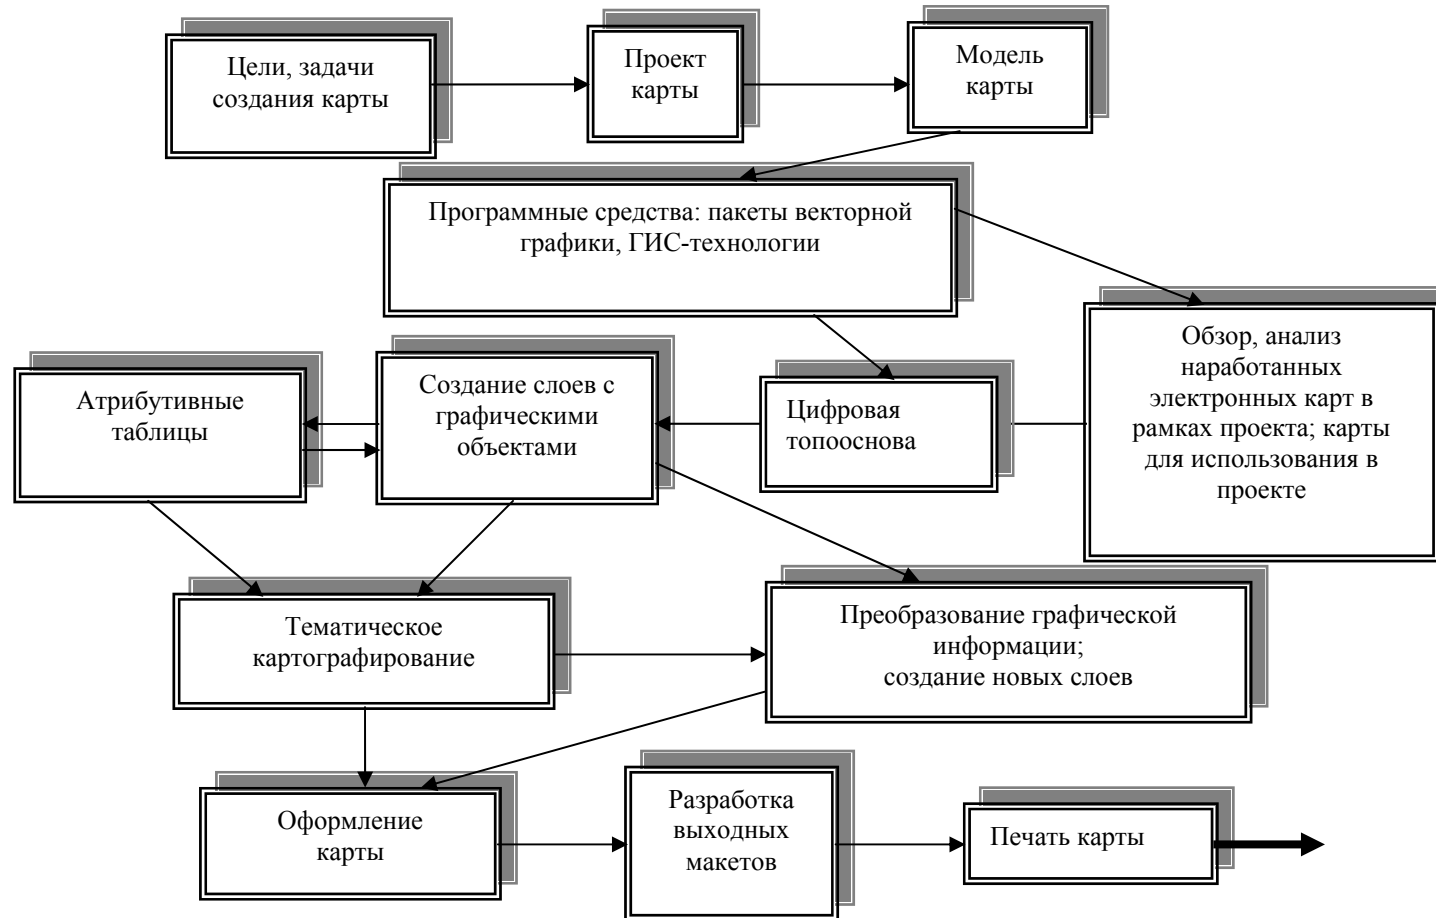 Цели, задачи
создания карты
Проект
карты
Модель
карты
Программные средства: пакеты векторной
графики, ГИС-технологии
Обзор, анализ
наработанных
электронных карт в
рамках проекта; карты
для использования в
проекте
Атрибутивные
таблицы
Создание слоев с
графическими
объектами
Цифровая
топооснова
Тематическое
картографирование
Преобразование графической
информации;
создание новых слоев
Оформление
карты
Разработка
выходных
макетов
Печать карты